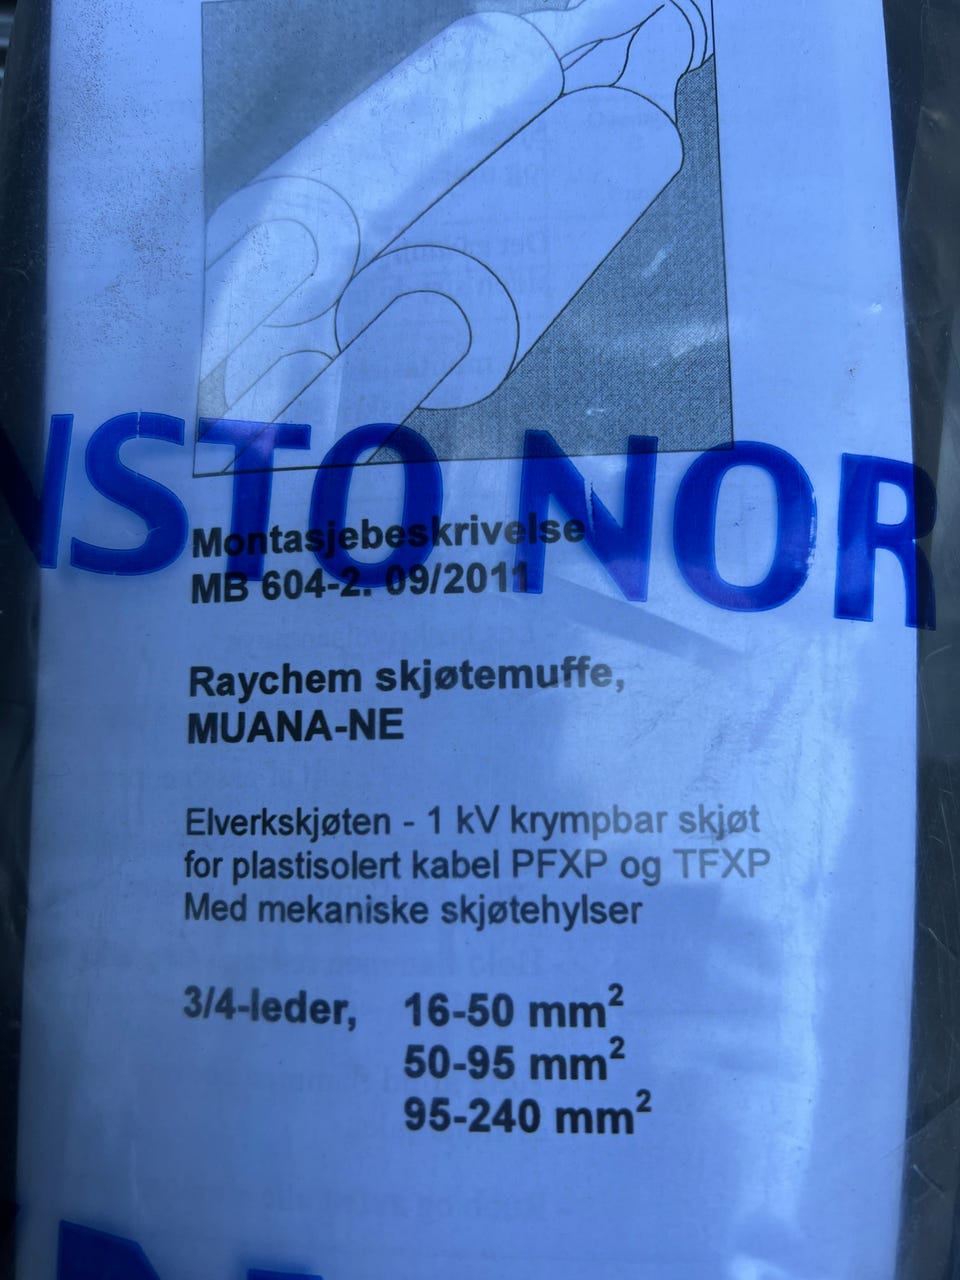 NSTO NOR
Montasjebeskrivelse
MB 604-2. 09/2011
Raychem skjøtemuffe,
MUANA-NE
Elverkskjøten - 1 kV krympbar skjøt
for plastisolert kabel PFXP og TFXP
Med mekaniske skjøtehylser
3/4-leder, 16-50 mm²
50-95 mm²
95-240 mm²